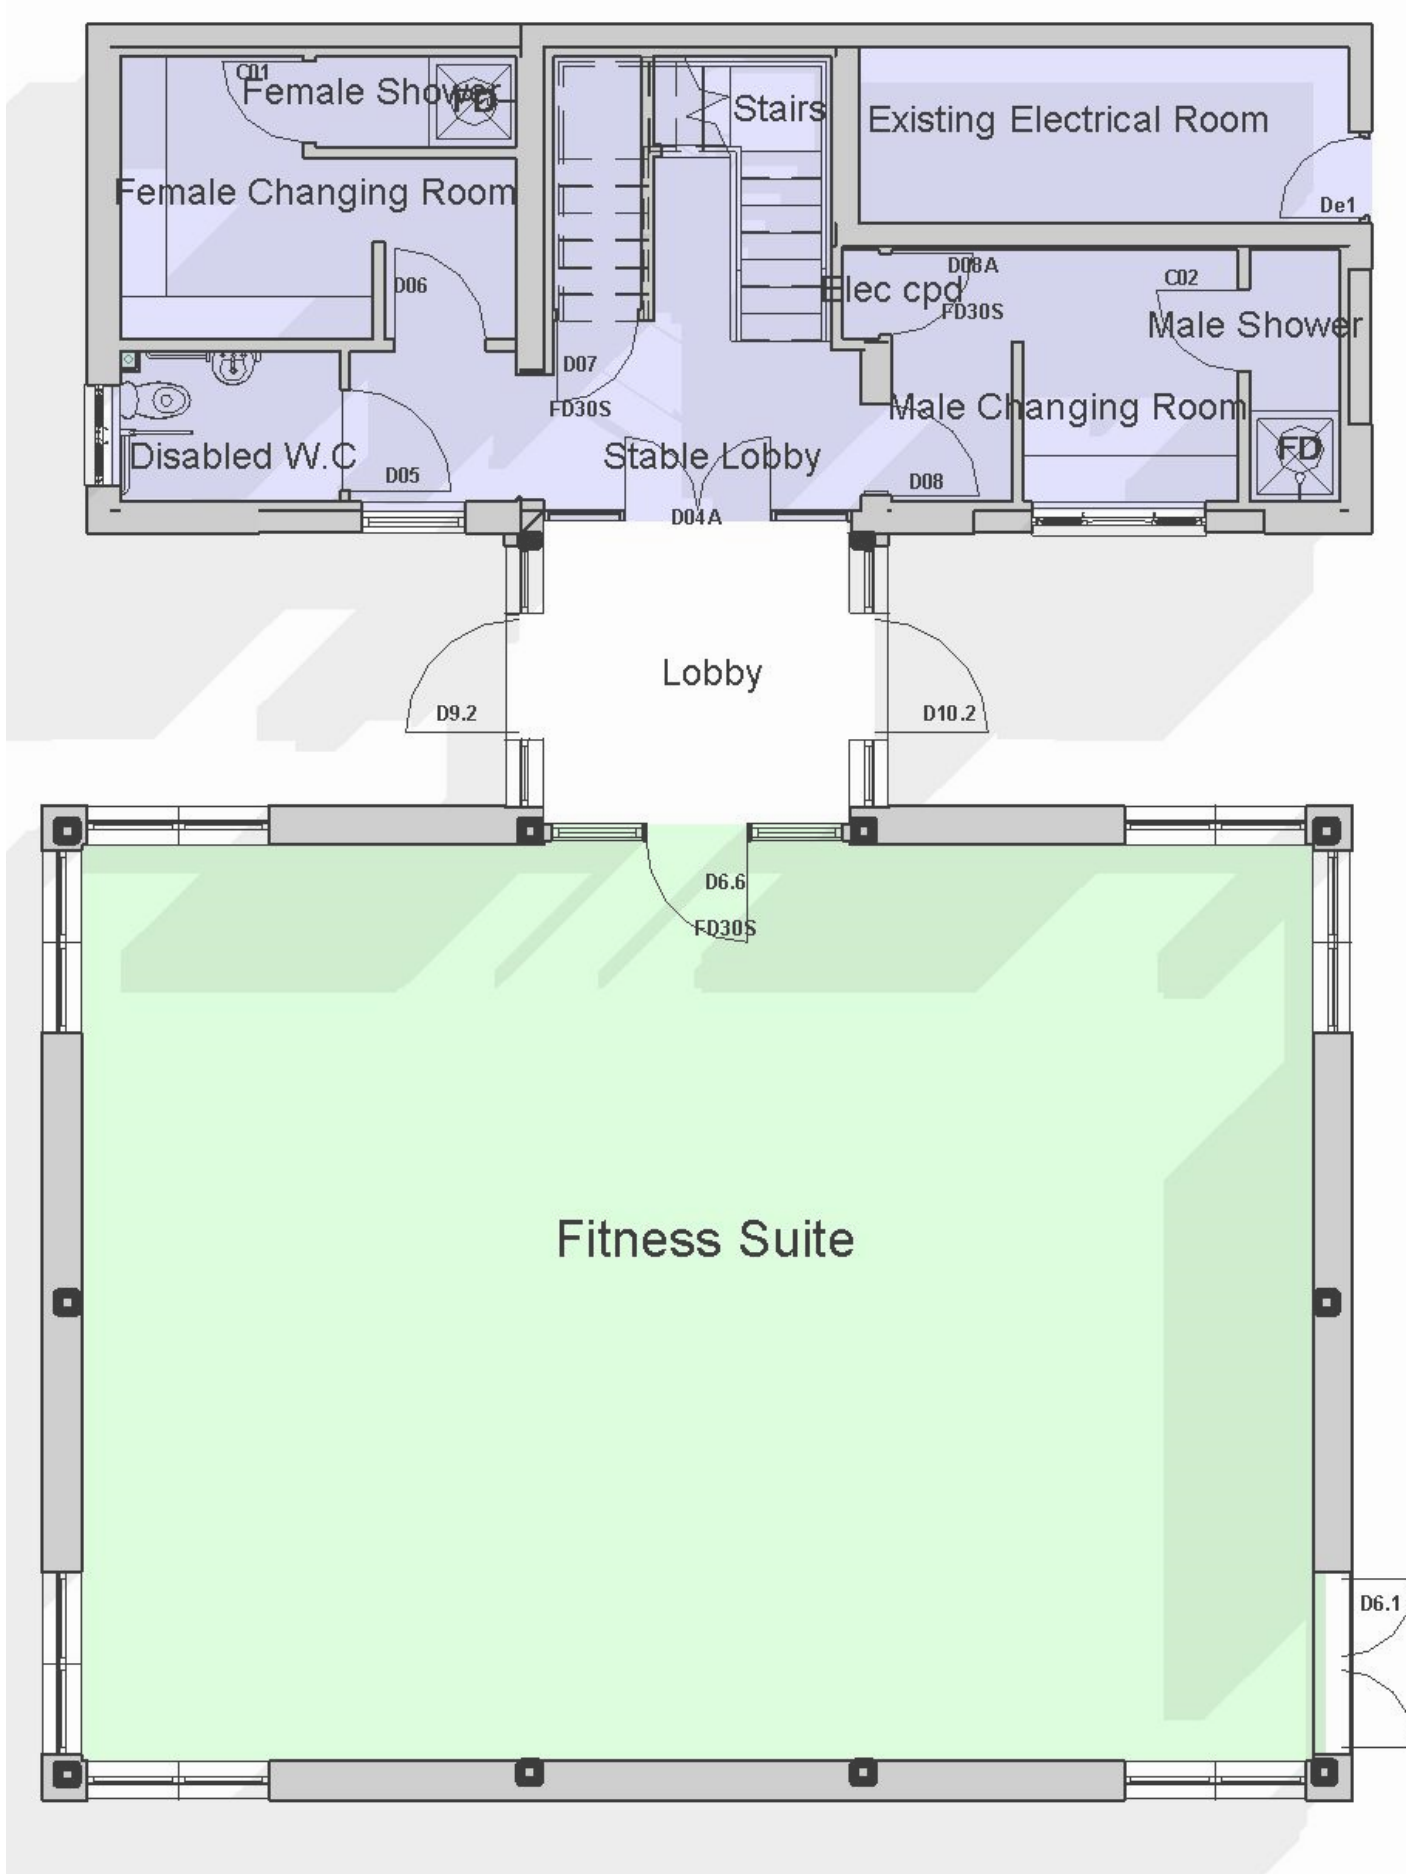 C01
Female Shower
FD
Stairs
Existing Electrical Room
Female Changing Room
De1
D06
D08A
Elec cpd
FD30S
C02
Male Shower
D07
FD30S
Male Changing Room
Disabled W.C
D05
Stable Lobby
D08
FD
D04A
Lobby
D9.2
D10.2
D6.6
FD30S
Fitness Suite
D6.1